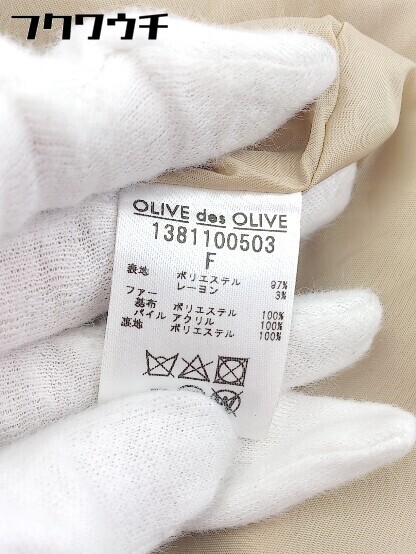 フクワウチ
OLIVE des OLIVE
1381100503
F
表地 ポリエステル 97%
レーヨン 3%
ファー
基布 ポリエステル 100%
パイル アクリル 100%
裏地 ポリエステル 100%